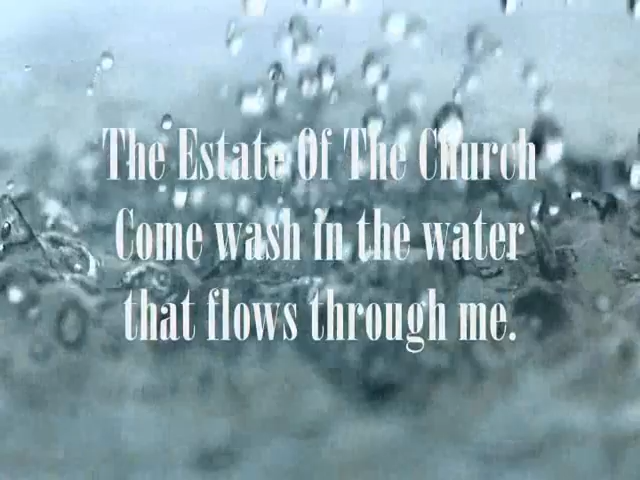 The Estate Of The Church
Come wash in the water
that flows through me.